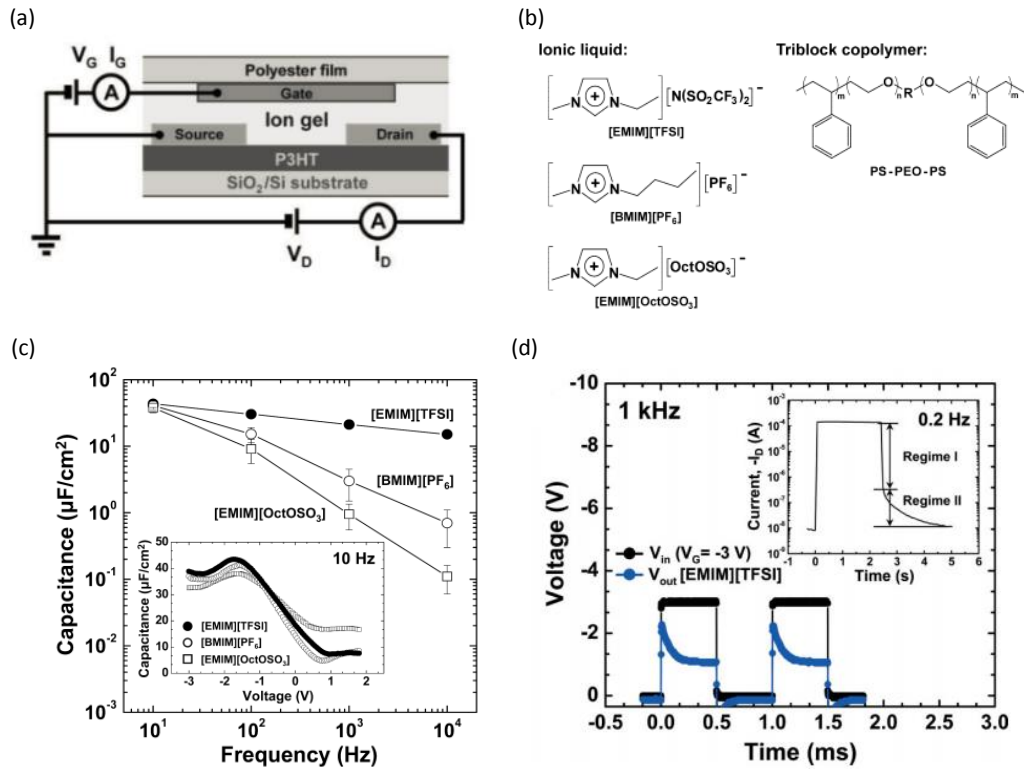 (a)
V_G I_G
A
Polyester film
Gate
Ion gel
Source
Drain
P3HT
SiO₂/Si substrate
V_D
A
I_D
(b)
Ionic liquid:
Triblock copolymer:
N
+
N
[N(SO₂CF₃)₂]⁻
[EMIM][TFSI]
N
+
N
[PF₆]⁻
[BMIM][PF₆]
N
+
N
[OctOSO₃]⁻
[EMIM][OctOSO₃]
m
O
n
R
O
n
m
PS-PEO-PS
(c)
Capacitance (µF/cm²)
10²
10¹
10⁰
10⁻¹
10⁻²
10⁻³
[EMIM][TFSI]
[BMIM][PF₆]
[EMIM][OctOSO₃]
Capacitance (µF/cm²)
50
40
30
20
10
0
10 Hz
[EMIM][TFSI]
[BMIM][PF₆]
[EMIM][OctOSO₃]
-3 -2 -1 0 1 2
Voltage (V)
10¹ 10² 10³ 10⁴
Frequency (Hz)
(d)
Voltage (V)
-10
-8
-6
-4
-2
0
1 kHz
Current, -I_D (A)
10⁻³
10⁻⁴
10⁻⁵
10⁻⁶
10⁻⁷
10⁻⁸
10⁻⁹
0.2 Hz
Regime I
Regime II
-1 0 1 2 3 4 5 6
Time (s)
V_in (V_G= -3 V)
V_out [EMIM][TFSI]
-0.5 0.0 0.5 1.0 1.5 2.0 2.5 3.0
Time (ms)